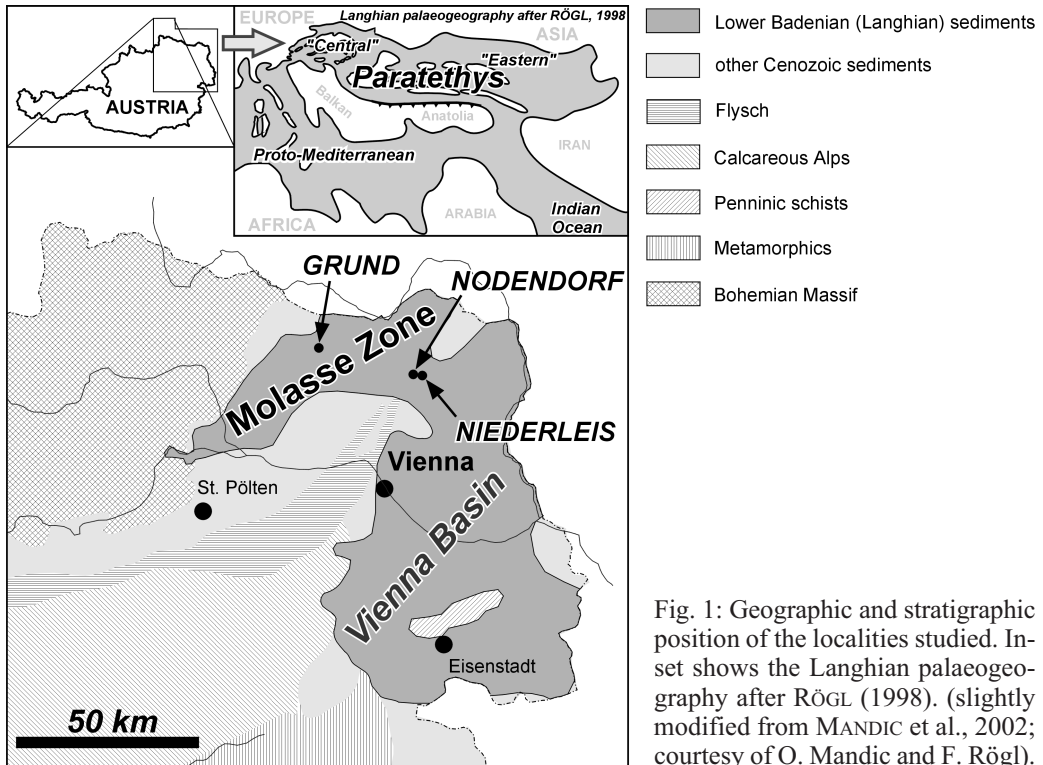 EUROPE
Langhian palaeogeography after RÖGL, 1998
ASIA
"Central"
"Eastern"
Paratethys
AUSTRIA
Balkan
Anatolia
IRAN
Proto-Mediterranean
ARABIA
Indian
Ocean
AFRICA
GRUND
NODENDORF
Molasse Zone
NIEDERLEIS
Vienna
St. Pölten
Vienna Basin
Eisenstadt
50 km
Lower Badenian (Langhian) sediments
other Cenozoic sediments
Flysch
Calcareous Alps
Penninic schists
Metamorphics
Bohemian Massif
Fig. 1: Geographic and stratigraphic
position of the localities studied. In-
set shows the Langhian palaeogeo-
graphy after RÖGL (1998). (slightly
modified from MANDIC et al., 2002;
courtesy of O. Mandic and F. Rögl).